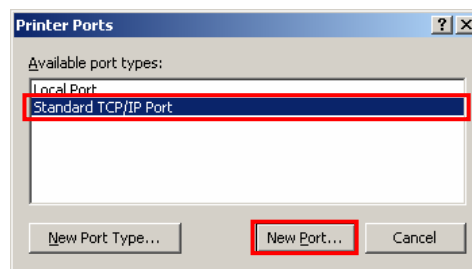 Printer Ports
Available port types:
Local Port
Standard TCP/IP Port
New Port Type...
New Port...
Cancel